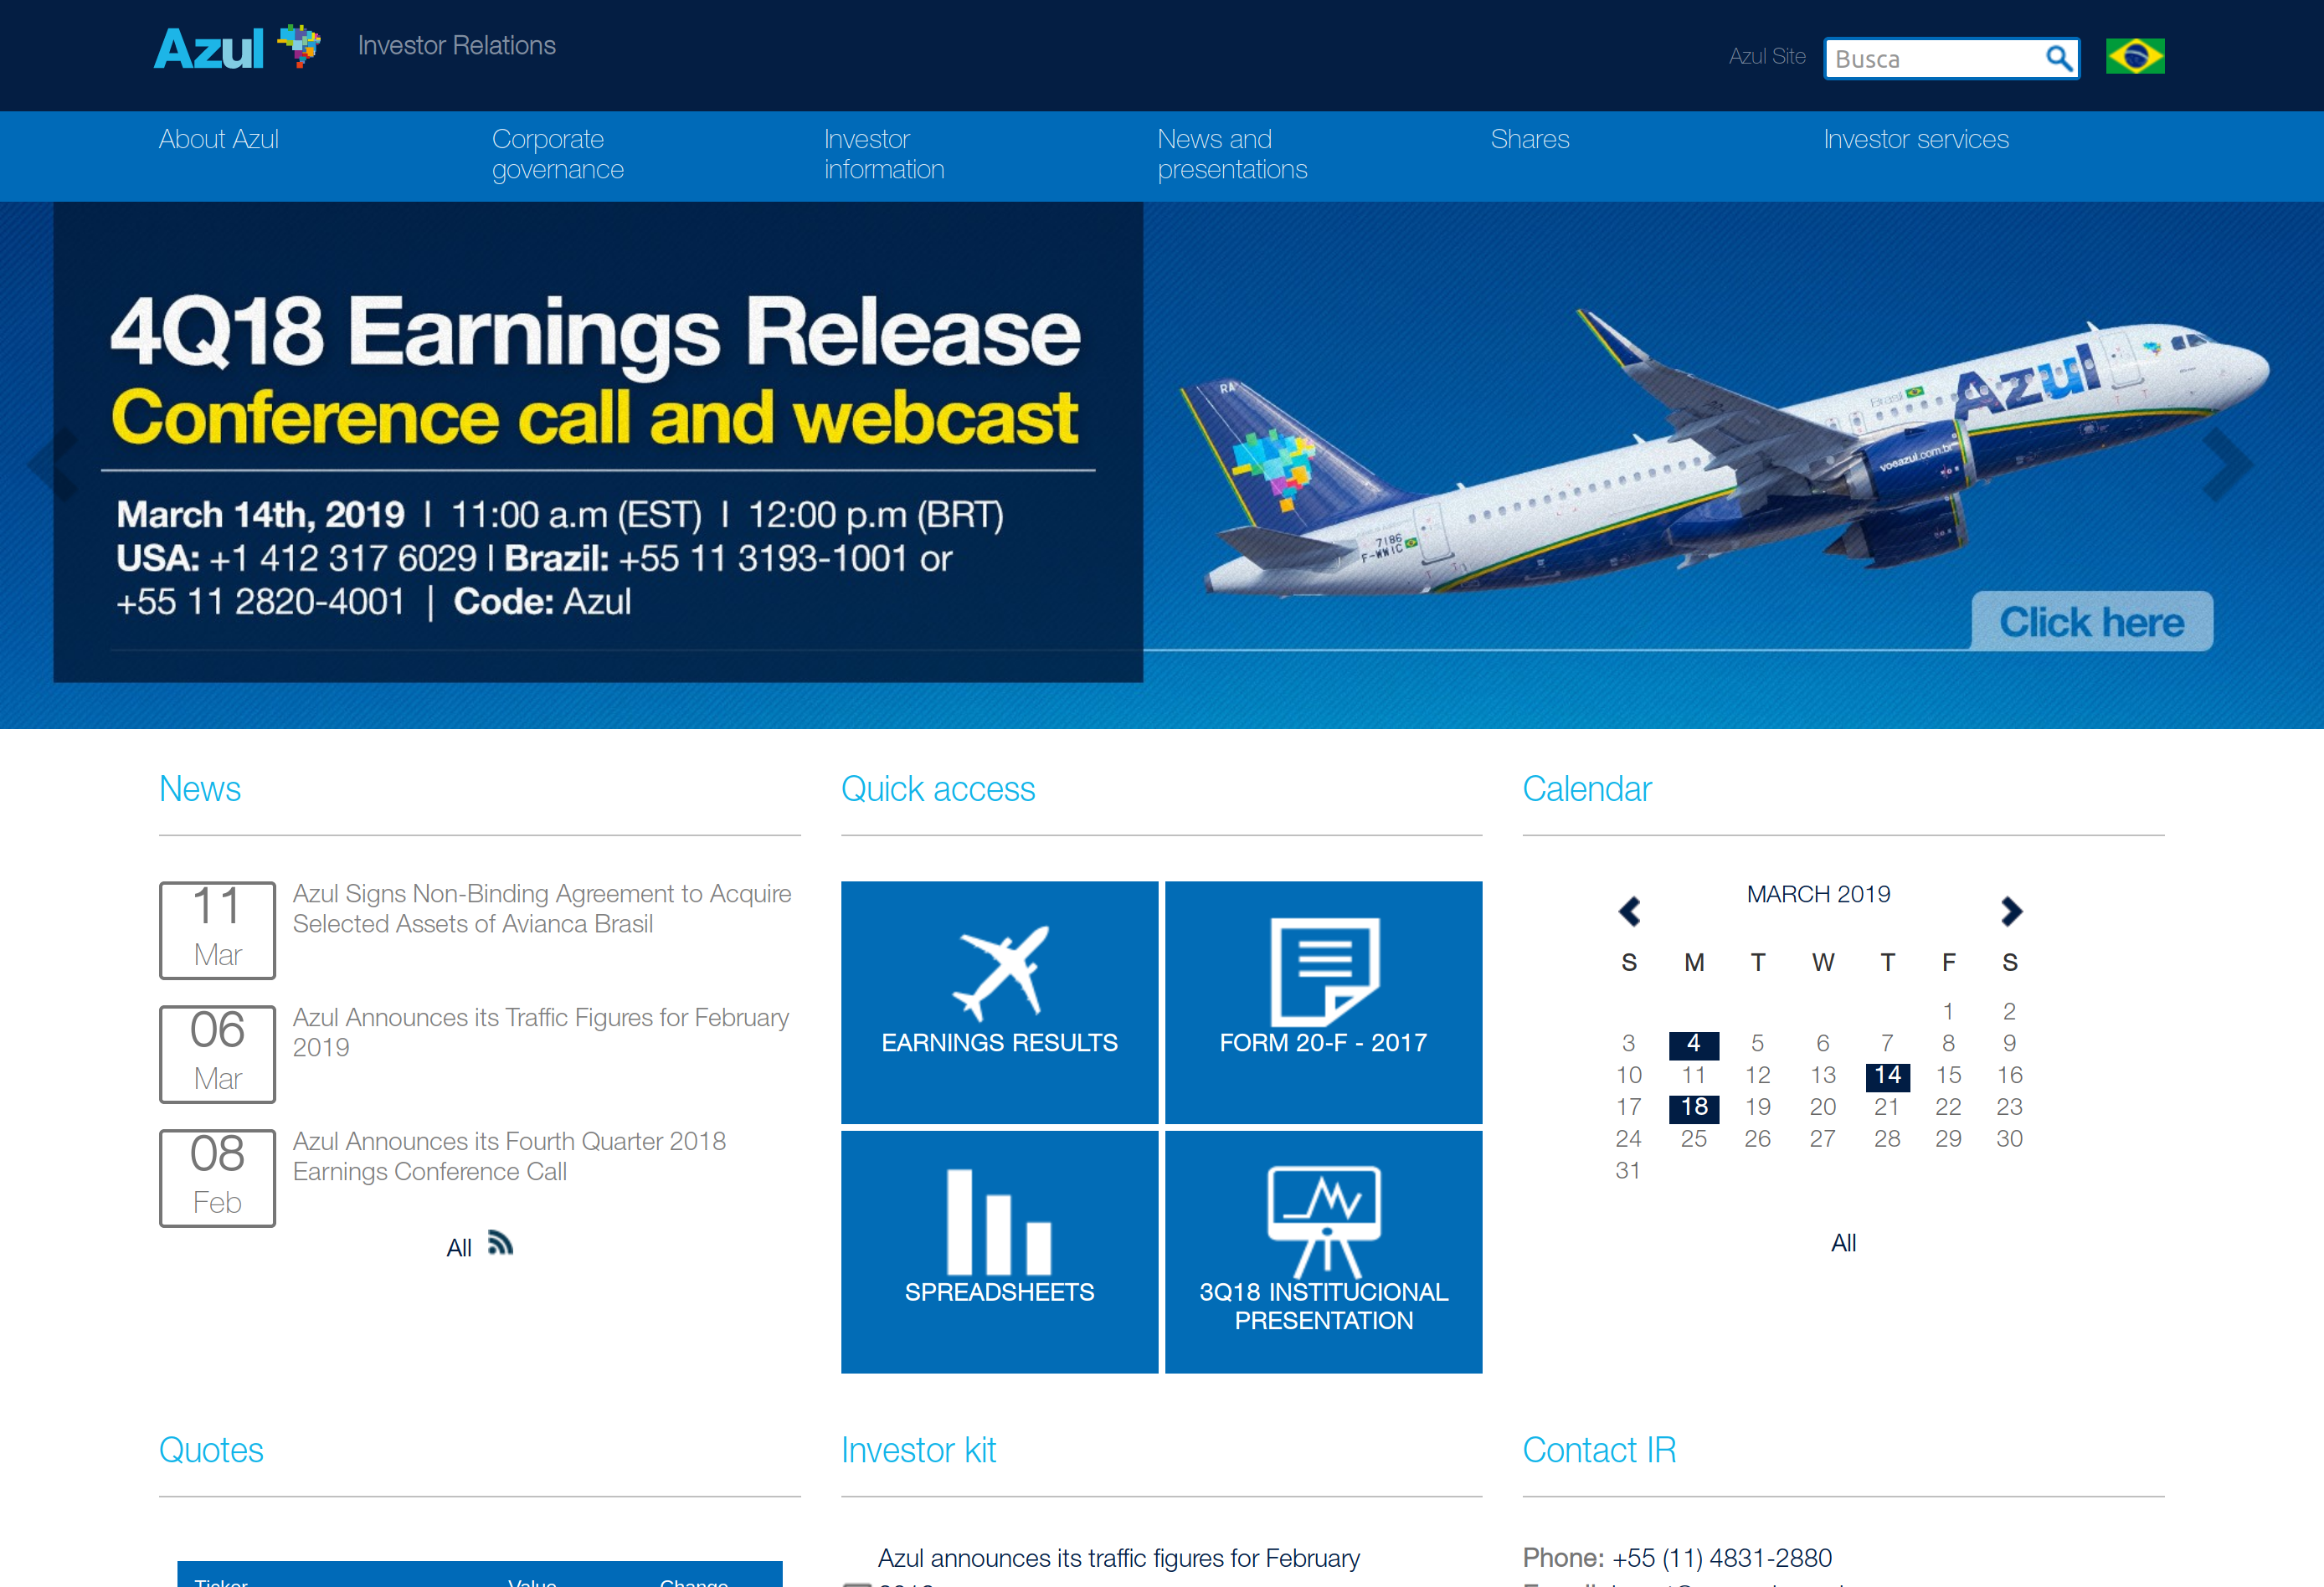 Azul Investor Relations
Azul Site Busca
About Azul
Corporate
governance
Investor
information
News and
presentations
Shares
Investor services
4Q18 Earnings Release
Conference call and webcast
March 14th, 2019 | 11:00 a.m (EST) | 12:00 p.m (BRT)
USA: +1 412 317 6029 | Brazil: +55 11 3193-1001 or
+55 11 2820-4001 | Code: Azul
RA
Brasil
Azul
voeazul.com.br
7186
F-WWIC
Click here
News
11
Mar
Azul Signs Non-Binding Agreement to Acquire
Selected Assets of Avianca Brasil
06
Mar
Azul Announces its Traffic Figures for February
2019
08
Feb
Azul Announces its Fourth Quarter 2018
Earnings Conference Call
All
Quick access
EARNINGS RESULTS
FORM 20-F - 2017
SPREADSHEETS
3Q18 INSTITUCIONAL
PRESENTATION
Calendar
MARCH 2019
S M T W T F S
1 2
3 4 5 6 7 8 9
10 11 12 13 14 15 16
17 18 19 20 21 22 23
24 25 26 27 28 29 30
31
All
Quotes
Ticker Value Change
Investor kit
Azul announces its traffic figures for February
Contact IR
Phone: +55 (11) 4831-2880